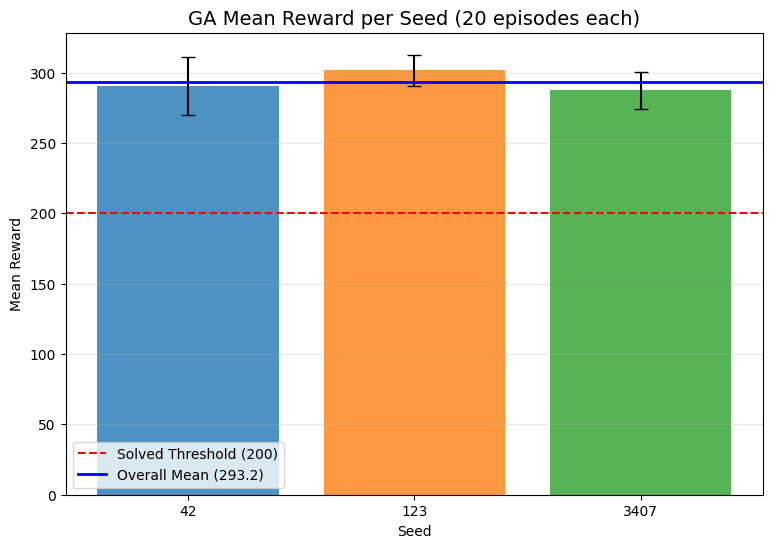 GA Mean Reward per Seed (20 episodes each)
Mean Reward
300
250
200
150
100
50
0
Solved Threshold (200)
Overall Mean (293.2)
42
123
3407
Seed